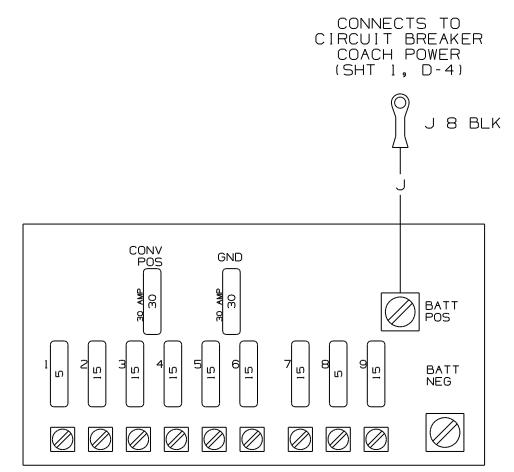 CONNECTS TO
CIRCUIT BREAKER
COACH POWER
(SHT 1, D-4)
J 8 BLK
J
CONV
POS
GND
30 AMP
30
30 AMP
30
BATT
POS
1
5
2
15
3
15
4
15
5
15
6
15
7
15
8
5
9
15
BATT
NEG